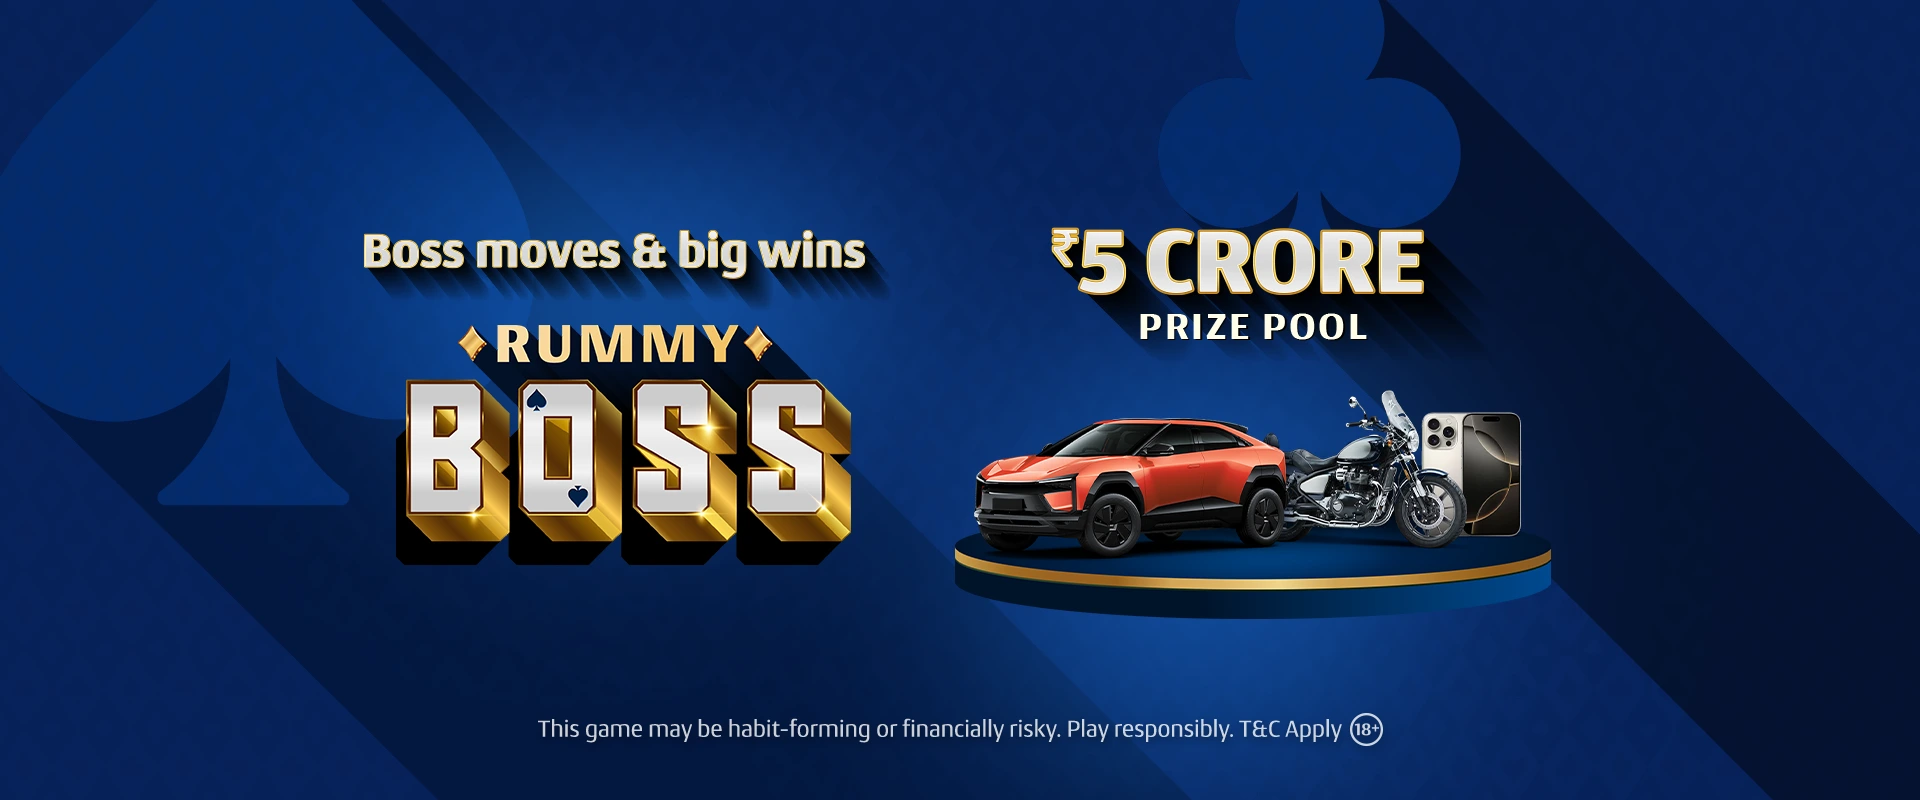 Boss moves & big wins
RUMMY
BOSS
₹5 CRORE
PRIZE POOL
This game may be habit-forming or financially risky. Play responsibly. T&C Apply 18+